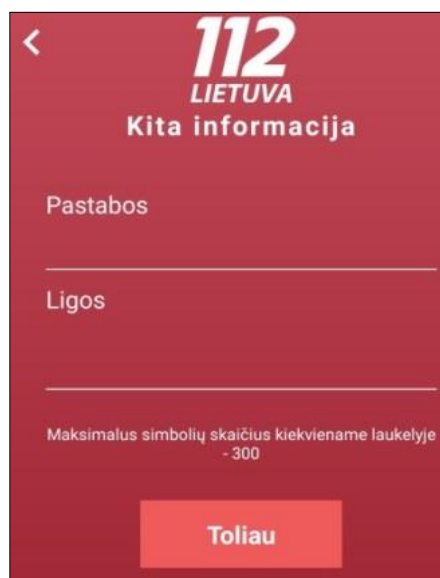 112
LIETUVA
Kita informacija
Pastabos
Ligos
Maksimalus simbolių skaičius kiekviename laukelyje
- 300
Toliau